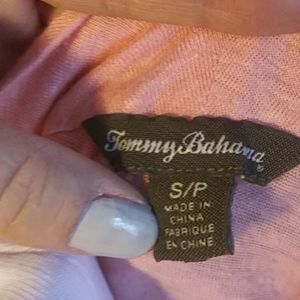 Tommy Bahama
S/P
MADE IN
CHINA
FABRIQUE
EN CHINE